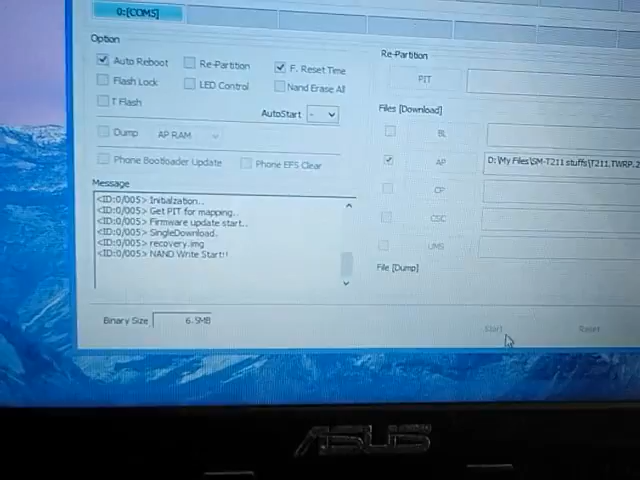 0:[COM5]
Option
Auto Reboot
Re-Partition
F. Reset Time
Flash Lock
LED Control
Nand Erase All
T Flash
AutoStart
-
Dump
AP RAM
Phone Bootloader Update
Phone EFS Clear
Message
<ID:0/005> Initialzation..
<ID:0/005> Get PIT for mapping..
<ID:0/005> Firmware update start..
<ID:0/005> SingleDownload.
<ID:0/005> recovery.img
<ID:0/005> NAND Write Start!!
Binary Size
6.9MB
Re-Partition
PIT
Files [Download]
BL
AP
D:\My Files\SM-T211 stuffs\T211.TWRP.2
CP
CSC
UMS
File [Dump]
Start
Reset
ASUS